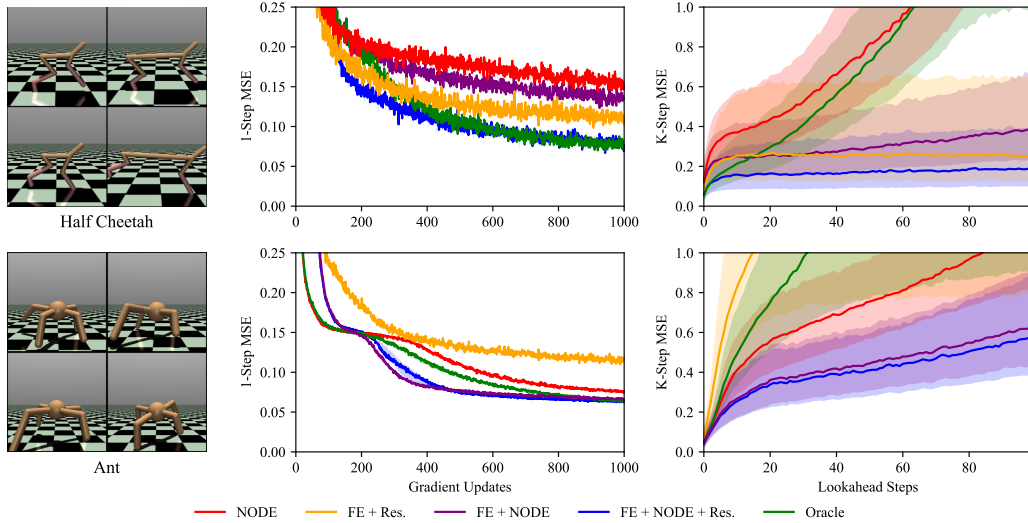 Half Cheetah
1-Step MSE
0.25
0.20
0.15
0.10
0.05
0.00
0 200 400 600 800 1000
K-Step MSE
1.0
0.8
0.6
0.4
0.2
0.0
0 20 40 60 80
Ant
1-Step MSE
0.25
0.20
0.15
0.10
0.05
0.00
0 200 400 600 800 1000
Gradient Updates
K-Step MSE
1.0
0.8
0.6
0.4
0.2
0.0
0 20 40 60 80
Lookahead Steps
NODE FE + Res. FE + NODE FE + NODE + Res. Oracle